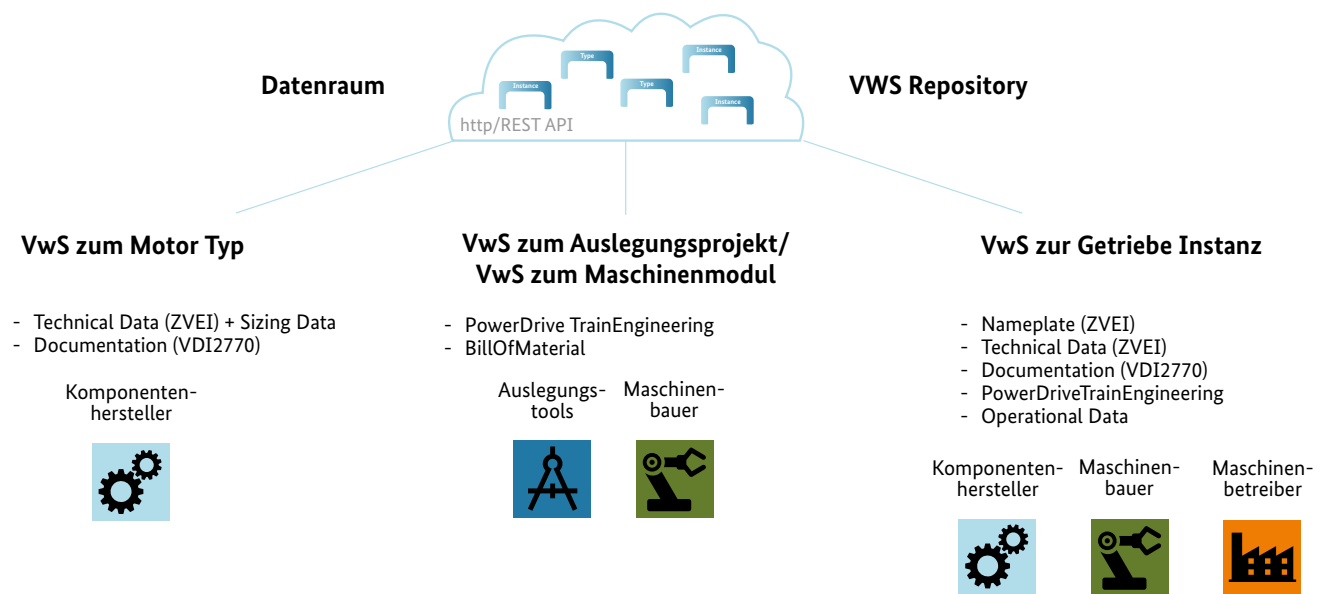 Datenraum
Type
Instance
Instance
Type
Instance
http/REST API
VWS Repository
VwS zum Motor Typ
- Technical Data (ZVEI) + Sizing Data
- Documentation (VDI2770)
Komponenten-
hersteller
VwS zum Auslegungsprojekt/
VwS zum Maschinenmodul
- PowerDrive TrainEngineering
- BillOfMaterial
Auslegungs-
tools
Maschinen-
bauer
VwS zur Getriebe Instanz
- Nameplate (ZVEI)
- Technical Data (ZVEI)
- Documentation (VDI2770)
- PowerDriveTrainEngineering
- Operational Data
Komponenten-
hersteller
Maschinen-
bauer
Maschinen-
betreiber